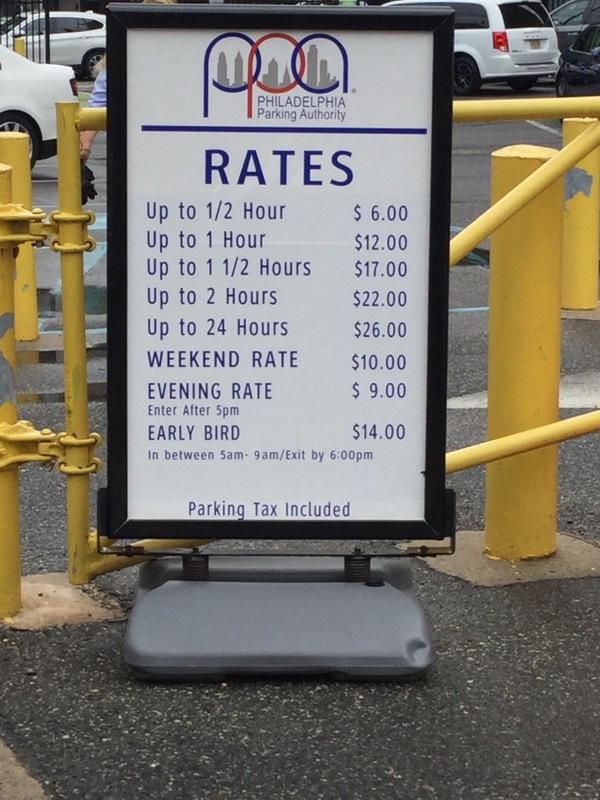 ppa
PHILADELPHIA
Parking Authority
RATES
Up to 1/2 Hour $ 6.00
Up to 1 Hour $12.00
Up to 1 1/2 Hours $17.00
Up to 2 Hours $22.00
Up to 24 Hours $26.00
WEEKEND RATE $10.00
EVENING RATE $ 9.00
Enter After 5pm
EARLY BIRD $14.00
In between 5am- 9am/Exit by 6:00pm
Parking Tax Included